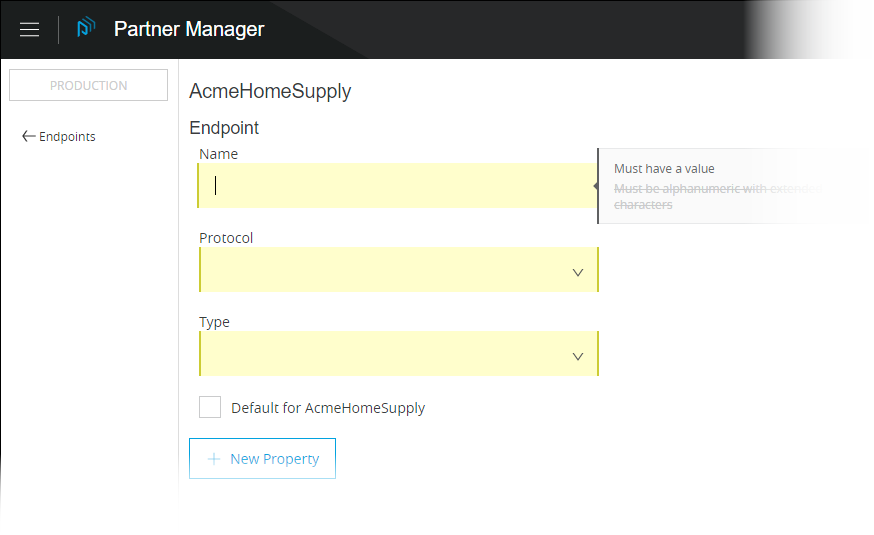 Partner Manager
PRODUCTION
AcmeHomeSupply
Endpoints
Endpoint
Name
Must have a value
Must be alphanumeric with extended
characters
Protocol
Type
Default for AcmeHomeSupply
New Property